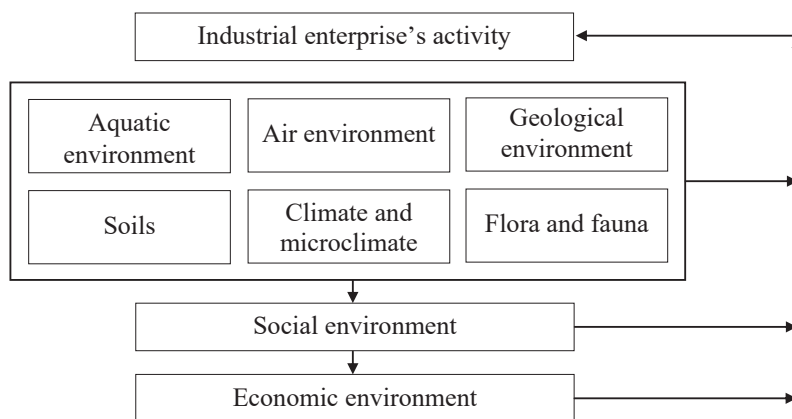 Industrial enterprise's activity
Aquatic
environment
Air environment
Geological
environment
Soils
Climate and
microclimate
Flora and fauna
Social environment
Economic environment